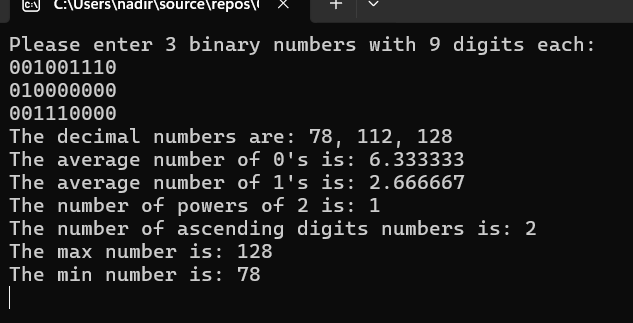 C:\Users\nadir\source\repos\
Please enter 3 binary numbers with 9 digits each:
001001110
010000000
001110000
The decimal numbers are: 78, 112, 128
The average number of 0's is: 6.333333
The average number of 1's is: 2.666667
The number of powers of 2 is: 1
The number of ascending digits numbers is: 2
The max number is: 128
The min number is: 78